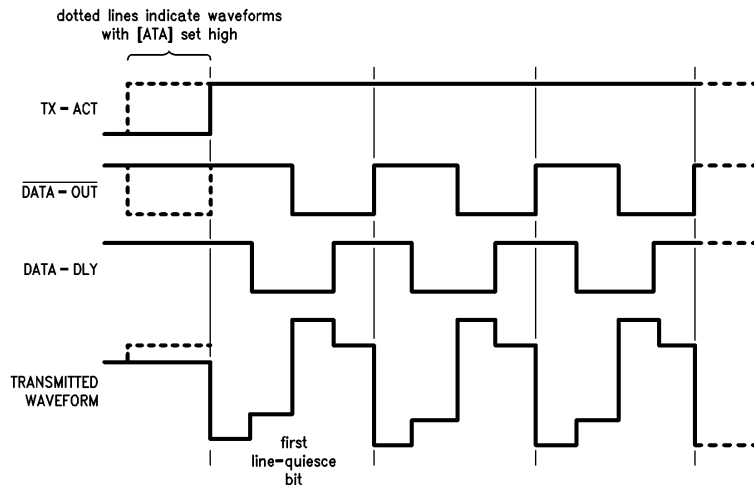 dotted lines indicate waveforms
with [ATA] set high
TX-ACT
DATA-OUT
DATA-DLY
TRANSMITTED
WAVEFORM
first
line-quiesce
bit